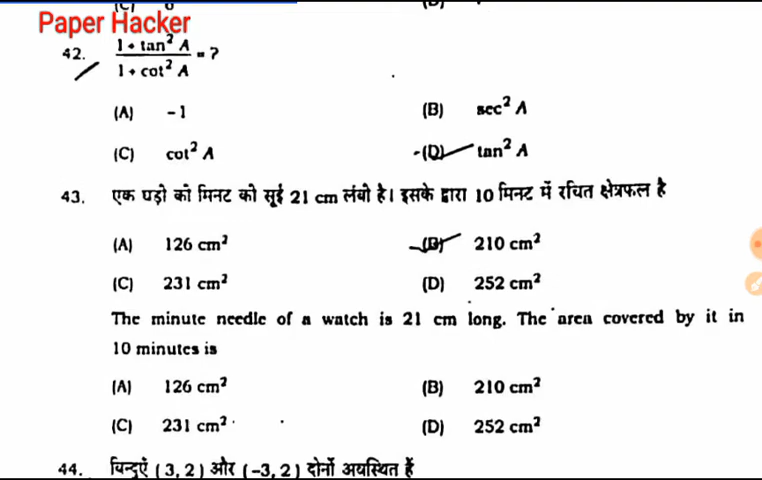 Paper Hacker
42. 1 + tan² A / 1 + cot² A = ?
(A) -1 (B) sec² A
(C) cot² A (D) tan² A
43. एक घड़ी की मिनट की सूई 21 cm लंबी है। इसके द्वारा 10 मिनट में रचित क्षेत्रफल है
(A) 126 cm² (B) 210 cm²
(C) 231 cm² (D) 252 cm²
The minute needle of a watch is 21 cm long. The area covered by it in
10 minutes is
(A) 126 cm² (B) 210 cm²
(C) 231 cm² (D) 252 cm²
44. बिन्दुएँ (3, 2) और (-3, 2) दोनों अवस्थित हैं